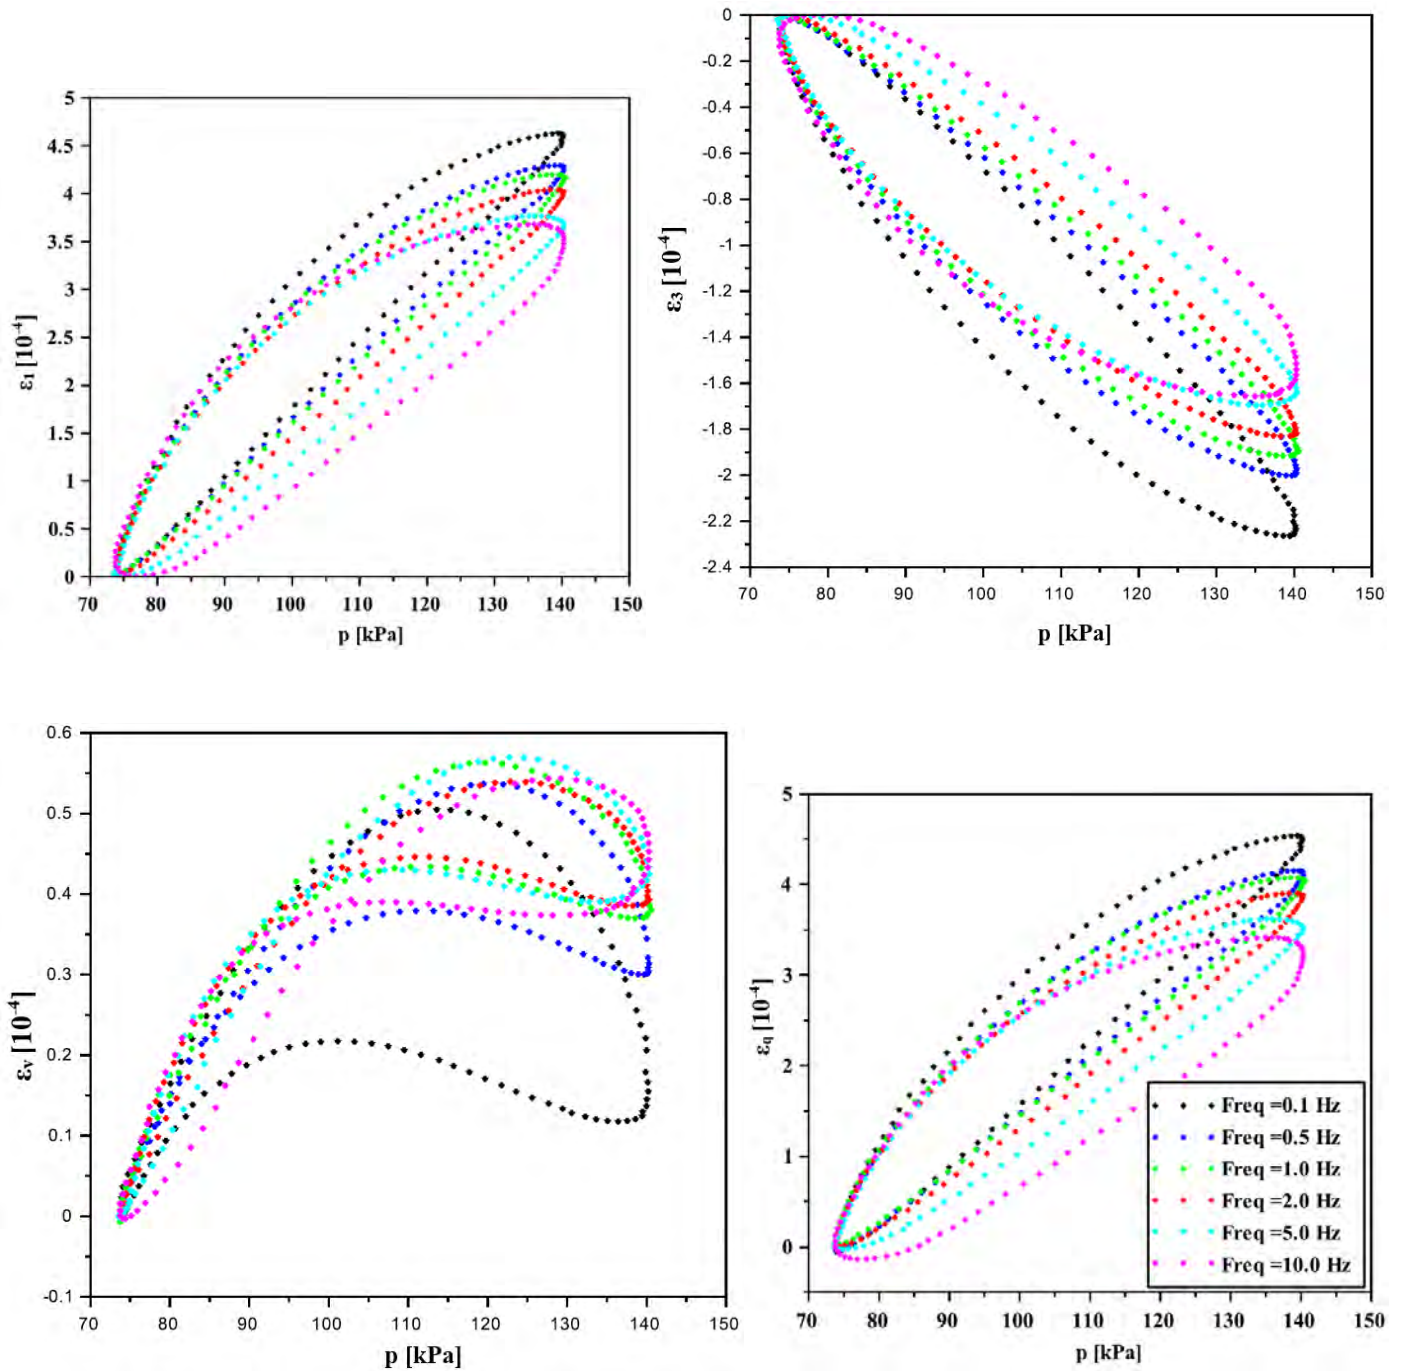 5
4.5
4
3.5
3
2.5
2
1.5
1
0.5
0
70 80 90 100 110 120 130 140 150
ε1 [10-4]
p [kPa]
0
-0.2
-0.4
-0.6
-0.8
-1
-1.2
-1.4
-1.6
-1.8
-2
-2.2
-2.4
70 80 90 100 110 120 130 140 150
ε3 [10-4]
p [kPa]
0.6
0.5
0.4
0.3
0.2
0.1
0
-0.1
70 80 90 100 110 120 130 140 150
εv [10-4]
p [kPa]
5
4
3
2
1
0
70 80 90 100 110 120 130 140 150
εq [10-4]
p [kPa]
Freq =0.1 Hz
Freq =0.5 Hz
Freq =1.0 Hz
Freq =2.0 Hz
Freq =5.0 Hz
Freq =10.0 Hz